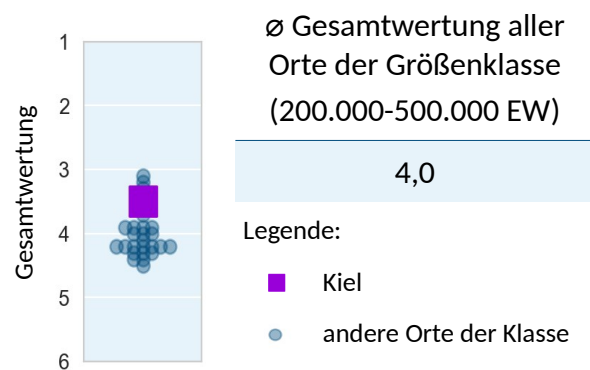 Gesamtwertung
1
2
3
4
5
6
⌀ Gesamtwertung aller
Orte der Größenklasse
(200.000-500.000 EW)
4,0
Legende:
Kiel
andere Orte der Klasse